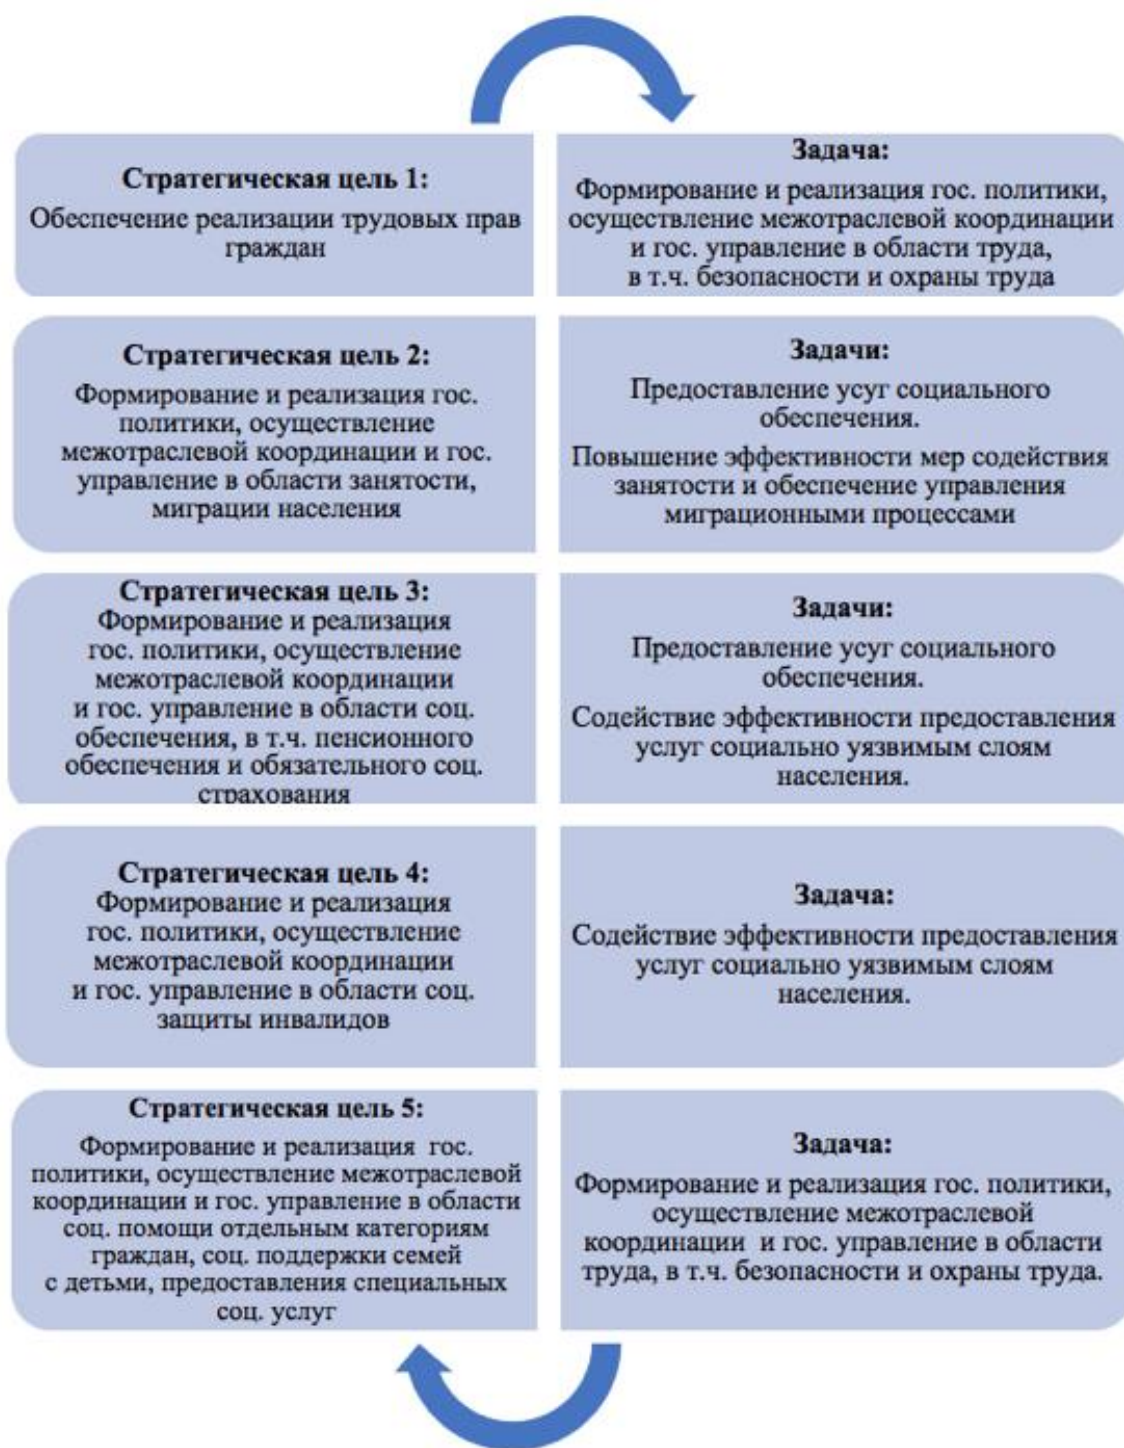 Стратегическая цель 1:
Обеспечение реализации трудовых прав
граждан
Задача:
Формирование и реализация гос. политики,
осуществление межотраслевой координации
и гос. управление в области труда,
в т.ч. безопасности и охраны труда
Стратегическая цель 2:
Формирование и реализация гос.
политики, осуществление
межотраслевой координации и гос.
управление в области занятости,
миграции населения
Задачи:
Предоставление усуг социального
обеспечения.
Повышение эффективности мер содействия
занятости и обеспечение управления
миграционными процессами
Стратегическая цель 3:
Формирование и реализация
гос. политики, осуществление
межотраслевой координации
и гос. управление в области соц.
обеспечения, в т.ч. пенсионного
обеспечения и обязательного соц.
страхования
Задачи:
Предоставление усуг социального
обеспечения.
Содействие эффективности предоставления
услуг социально уязвимым слоям
населения.
Стратегическая цель 4:
Формирование и реализация
гос. политики, осуществление
межотраслевой координации
и гос. управление в области соц.
защиты инвалидов
Задача:
Содействие эффективности предоставления
услуг социально уязвимым слоям
населения.
Стратегическая цель 5:
Формирование и реализация гос.
политики, осуществление межотраслевой
координации и гос. управление в области
соц. помощи отдельным категориям
граждан, соц. поддержки семей
с детьми, предоставления специальных
соц. услуг
Задача:
Формирование и реализация гос. политики,
осуществление межотраслевой
координации и гос. управление в области
труда, в т.ч. безопасности и охраны труда.